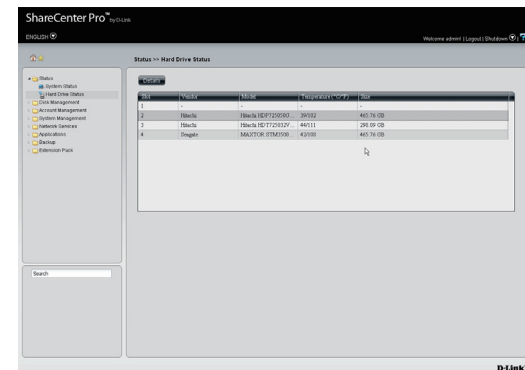 ShareCenter Pro™ by D-Link
ENGLISH
Welcome admin! | Logout | Shutdown | ?
Status >> Hard Drive Status
Status
System Status
Hard Drive Status
Disk Management
Account Management
System Management
Network Services
Applications
Backup
Extension Pack
Search
Details
Slot Vendor Model Temperature (°C/°F) Size
1 - - - -
2 Hitachi 39/102 465.76 GB
3 Hitachi 44/111 298.09 GB
4 Seagate MAXTOR STM3500... 42/108 465.76 GB
D-Link